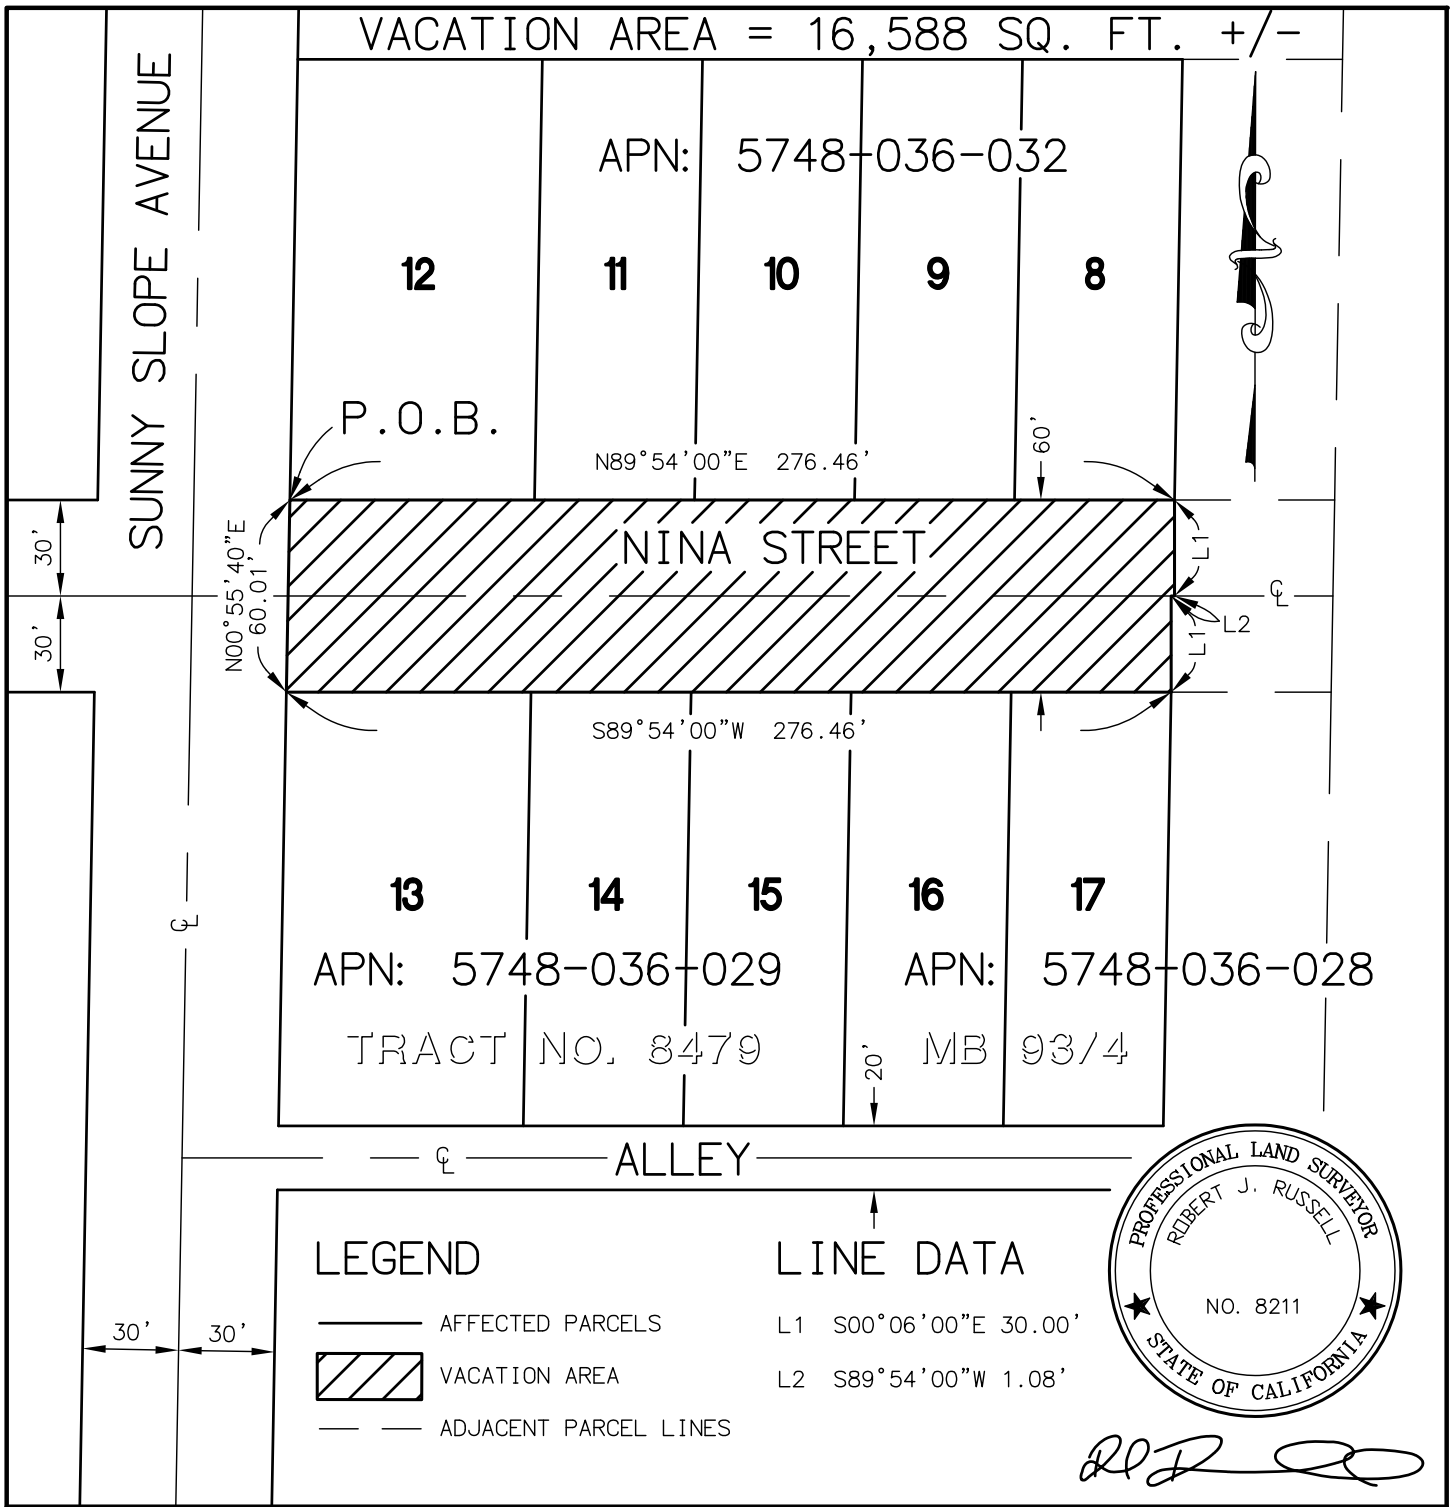 VACATION AREA = 16,588 SQ. FT. +/-
SUNNY SLOPE AVENUE
APN: 5748-036-032
12 11 10 9 8
P.O.B.
N89°54'00"E 276.46'
60'
30'
30'
N00°55'40"E
60.01'
NINA STREET
L1
℄
L2
L1
S89°54'00"W 276.46'
13 14 15 16 17
℄
APN: 5748-036-029 APN: 5748-036-028
TRACT NO. 8479 MB 93/4
20'
℄ ALLEY
LEGEND
AFFECTED PARCELS
VACATION AREA
ADJACENT PARCEL LINES
LINE DATA
L1 S00°06'00"E 30.00'
L2 S89°54'00"W 1.08'
30' 30'
PROFESSIONAL LAND SURVEYOR
ROBERT J. RUSSELL
NO. 8211
STATE OF CALIFORNIA